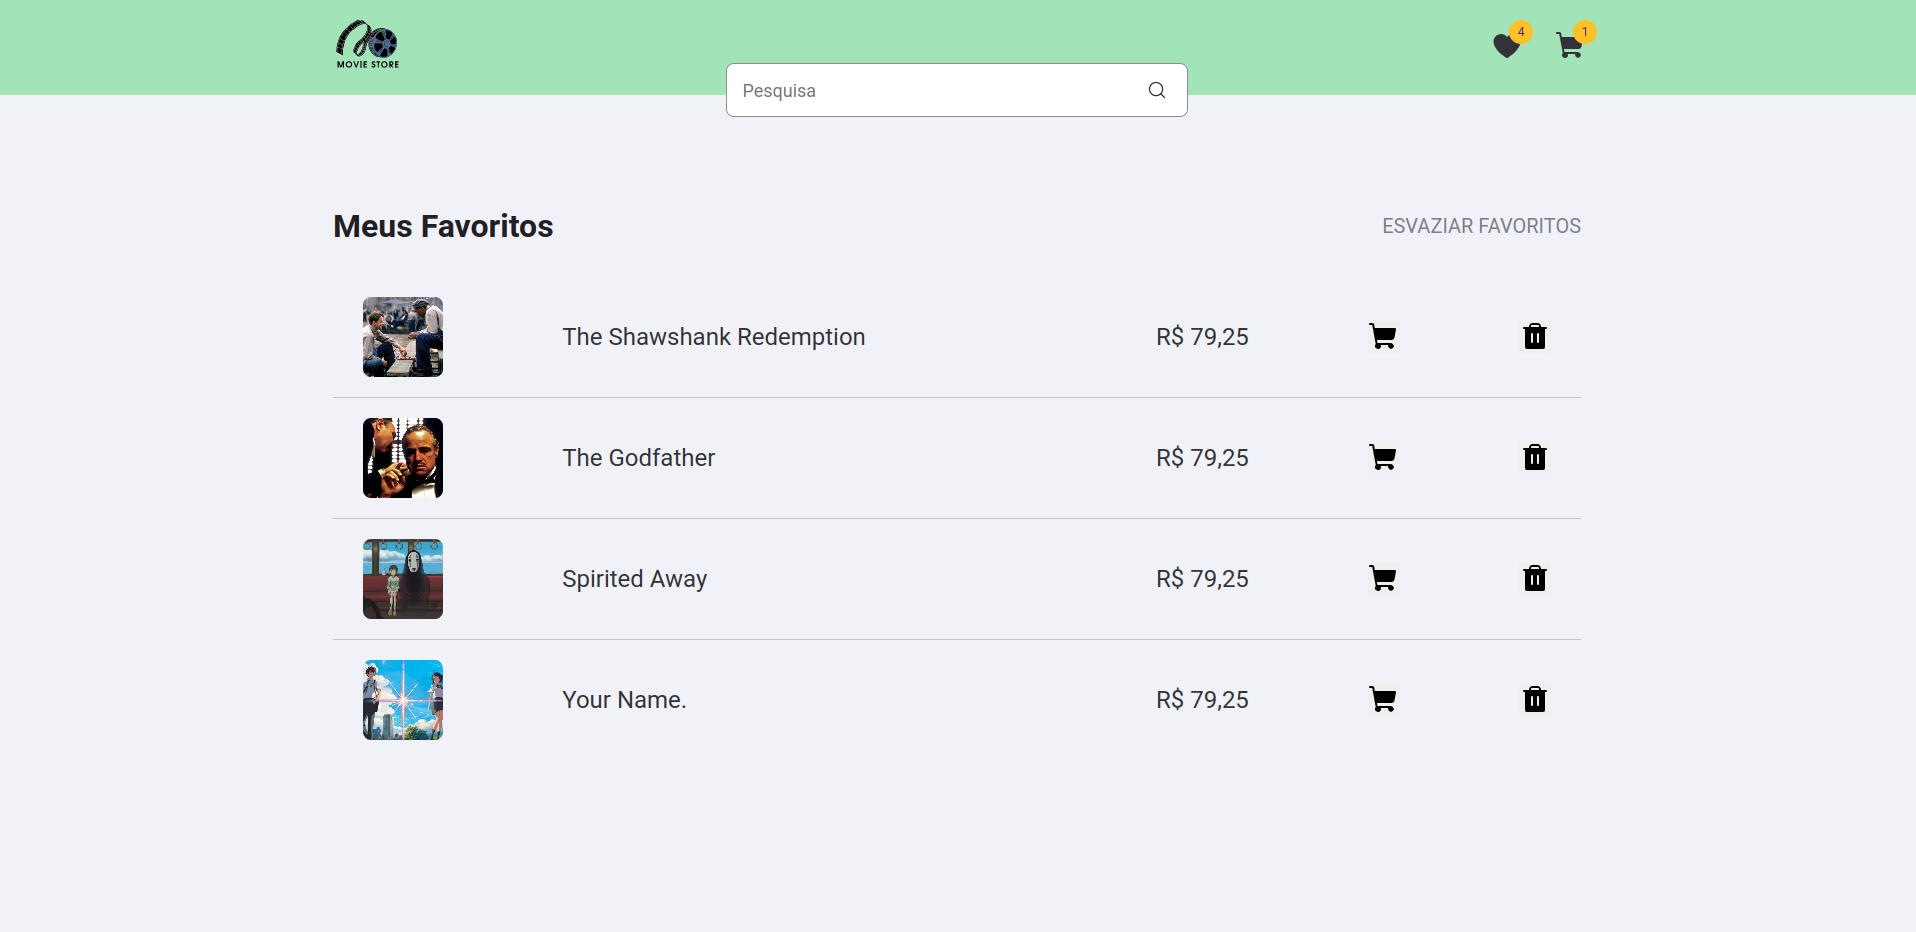 MOVIE STORE
4
1
Pesquisa
Meus Favoritos
ESVAZIAR FAVORITOS
The Shawshank Redemption
R$ 79,25
The Godfather
R$ 79,25
Spirited Away
R$ 79,25
Your Name.
R$ 79,25